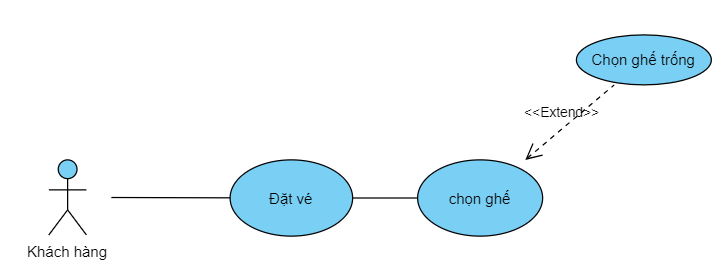 Chọn ghế trống
<<Extend>>
Đặt vé
chọn ghế
Khách hàng